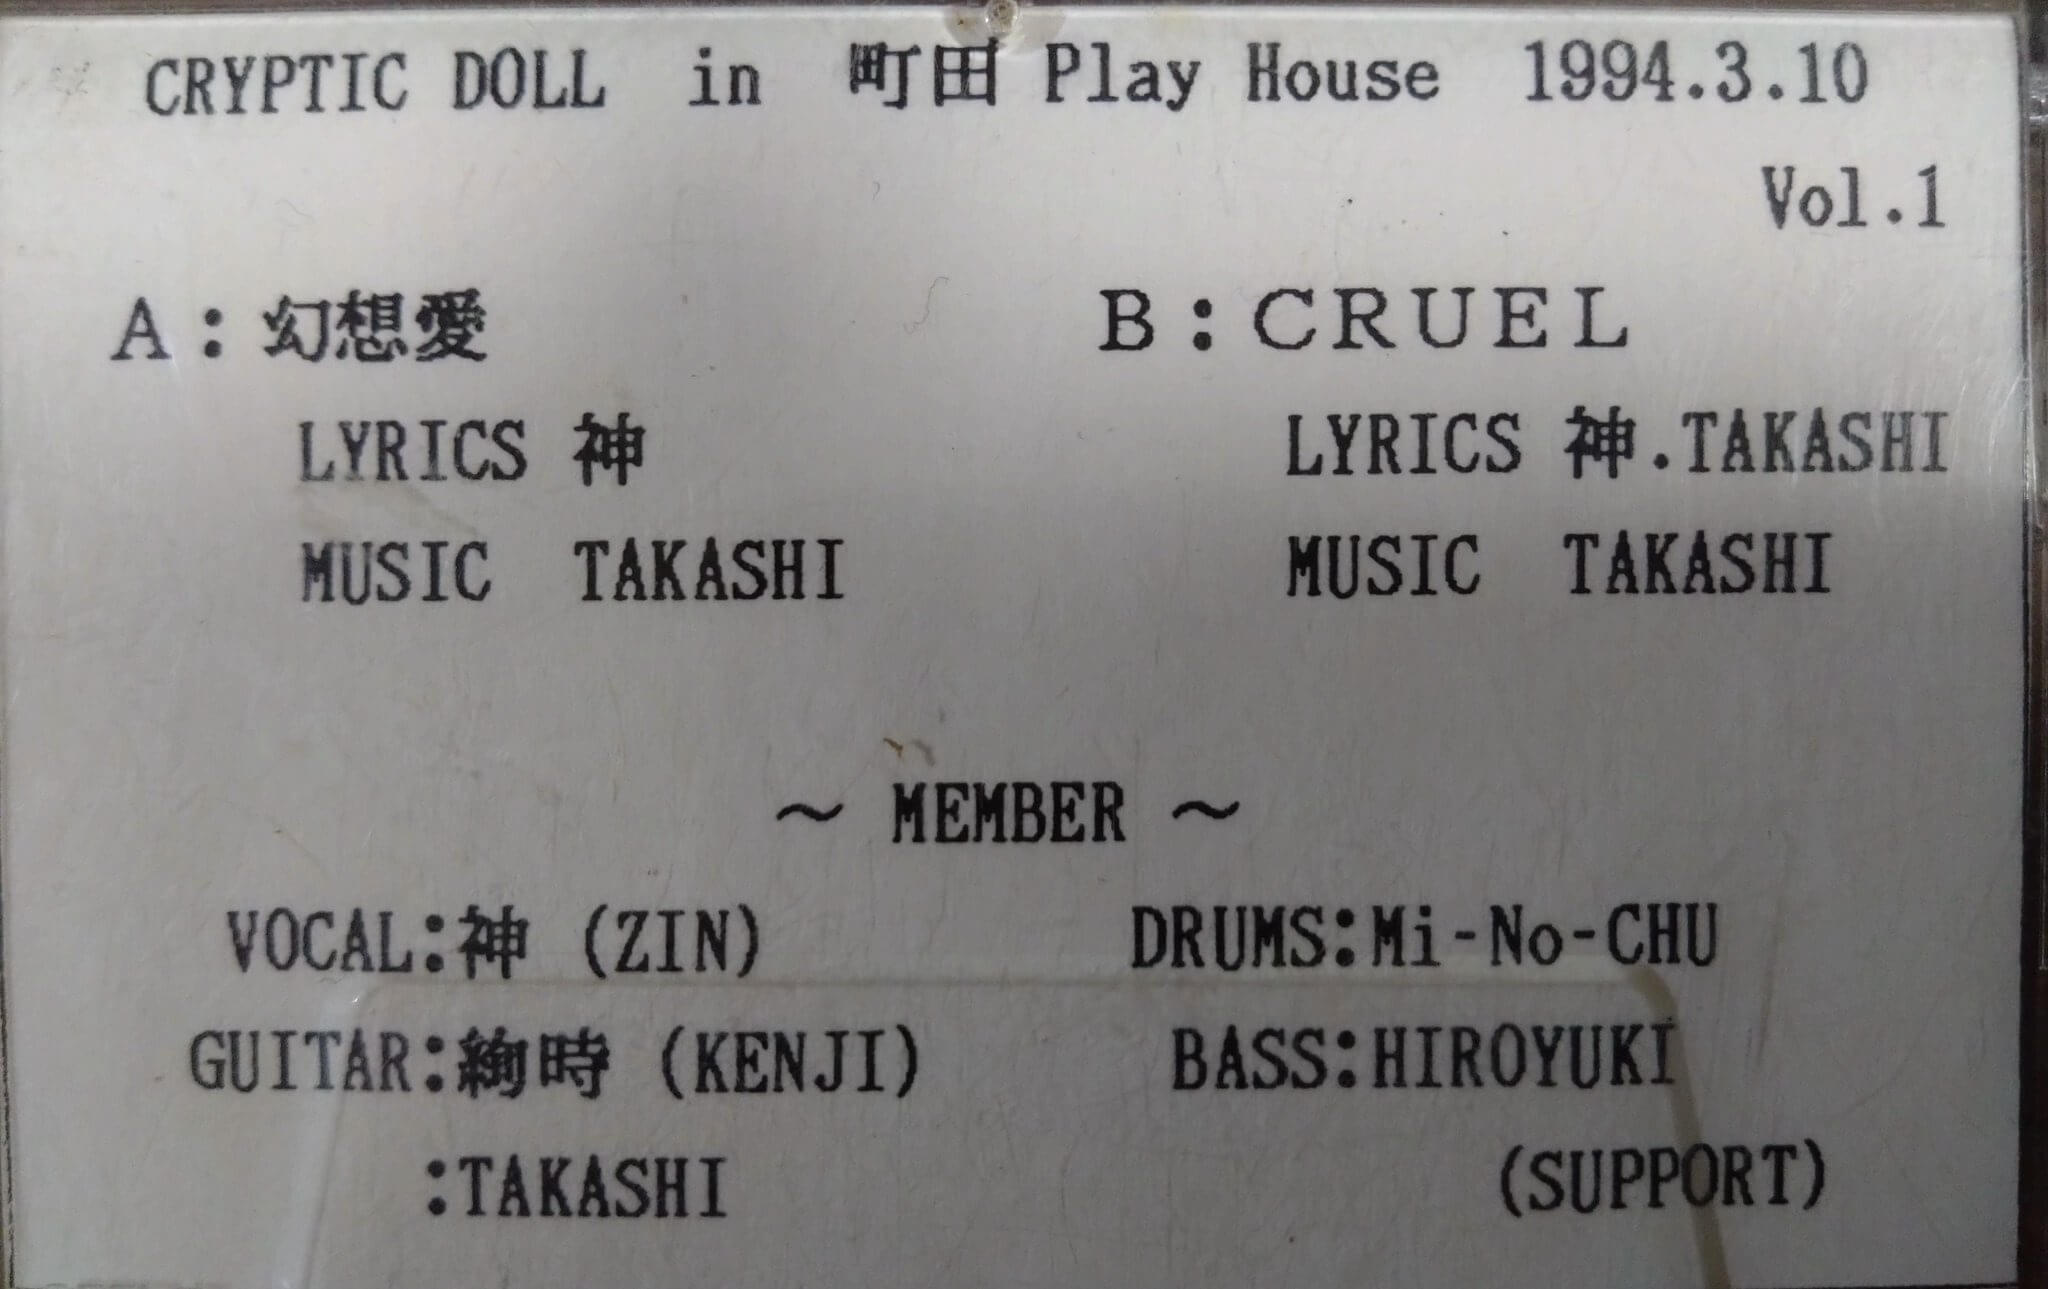 CRYPTIC DOLL in 町田 Play House 1994.3.10
Vol.1
A：幻想愛
LYRICS 神
MUSIC TAKASHI
B：CRUEL
LYRICS 神.TAKASHI
MUSIC TAKASHI
～ MEMBER ～
VOCAL:神 (ZIN)
GUITAR:絢時 (KENJI)
:TAKASHI
DRUMS:Mi-No-CHU
BASS:HIROYUKI
(SUPPORT)